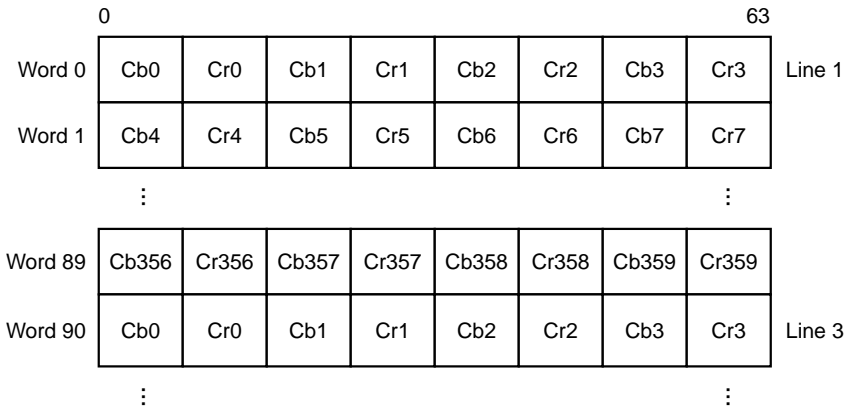 0 63
Word 0 Cb0 Cr0 Cb1 Cr1 Cb2 Cr2 Cb3 Cr3 Line 1
Word 1 Cb4 Cr4 Cb5 Cr5 Cb6 Cr6 Cb7 Cr7
⋮ ⋮
Word 89 Cb356 Cr356 Cb357 Cr357 Cb358 Cr358 Cb359 Cr359
Word 90 Cb0 Cr0 Cb1 Cr1 Cb2 Cr2 Cb3 Cr3 Line 3
⋮ ⋮